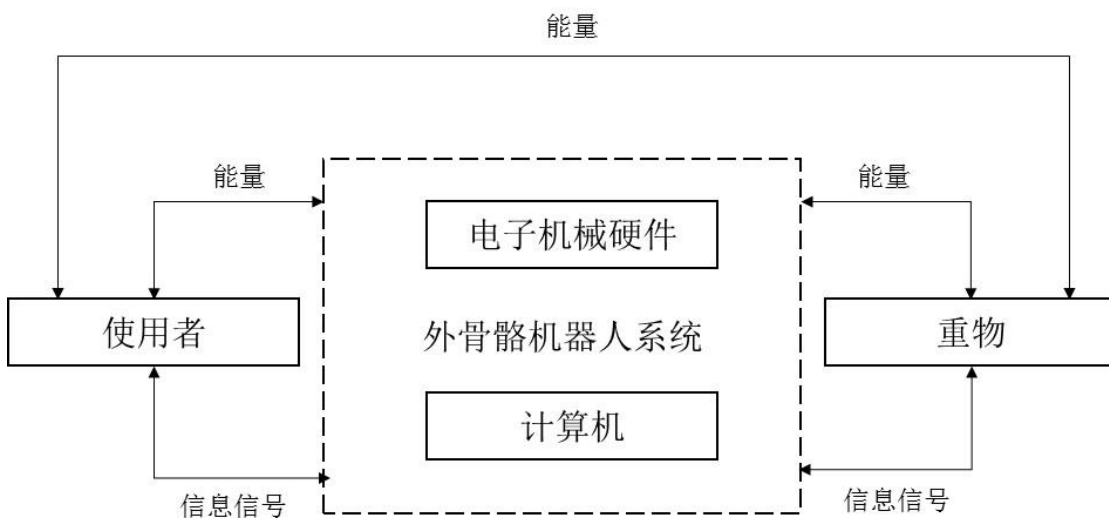 能量
能量
能量
电子机械硬件
使用者
外骨骼机器人系统
重物
计算机
信息信号
信息信号